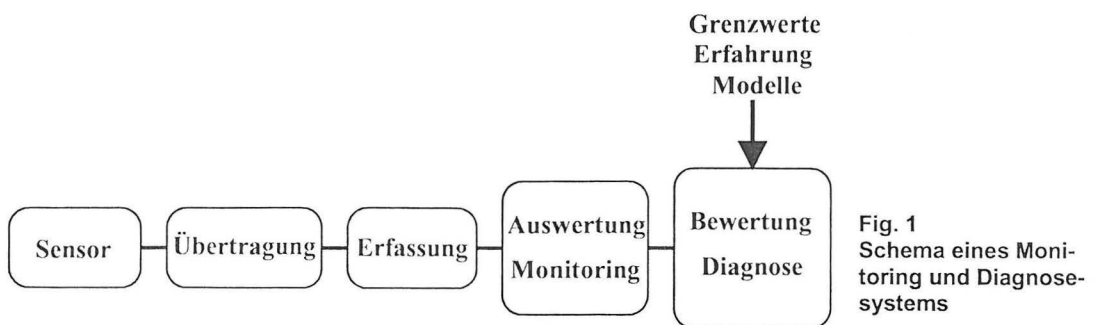 Grenzwerte
Erfahrung
Modelle
Sensor
Übertragung
Erfassung
Auswertung
Monitoring
Bewertung
Diagnose
Fig. 1
Schema eines Moni-
toring und Diagnose-
systems